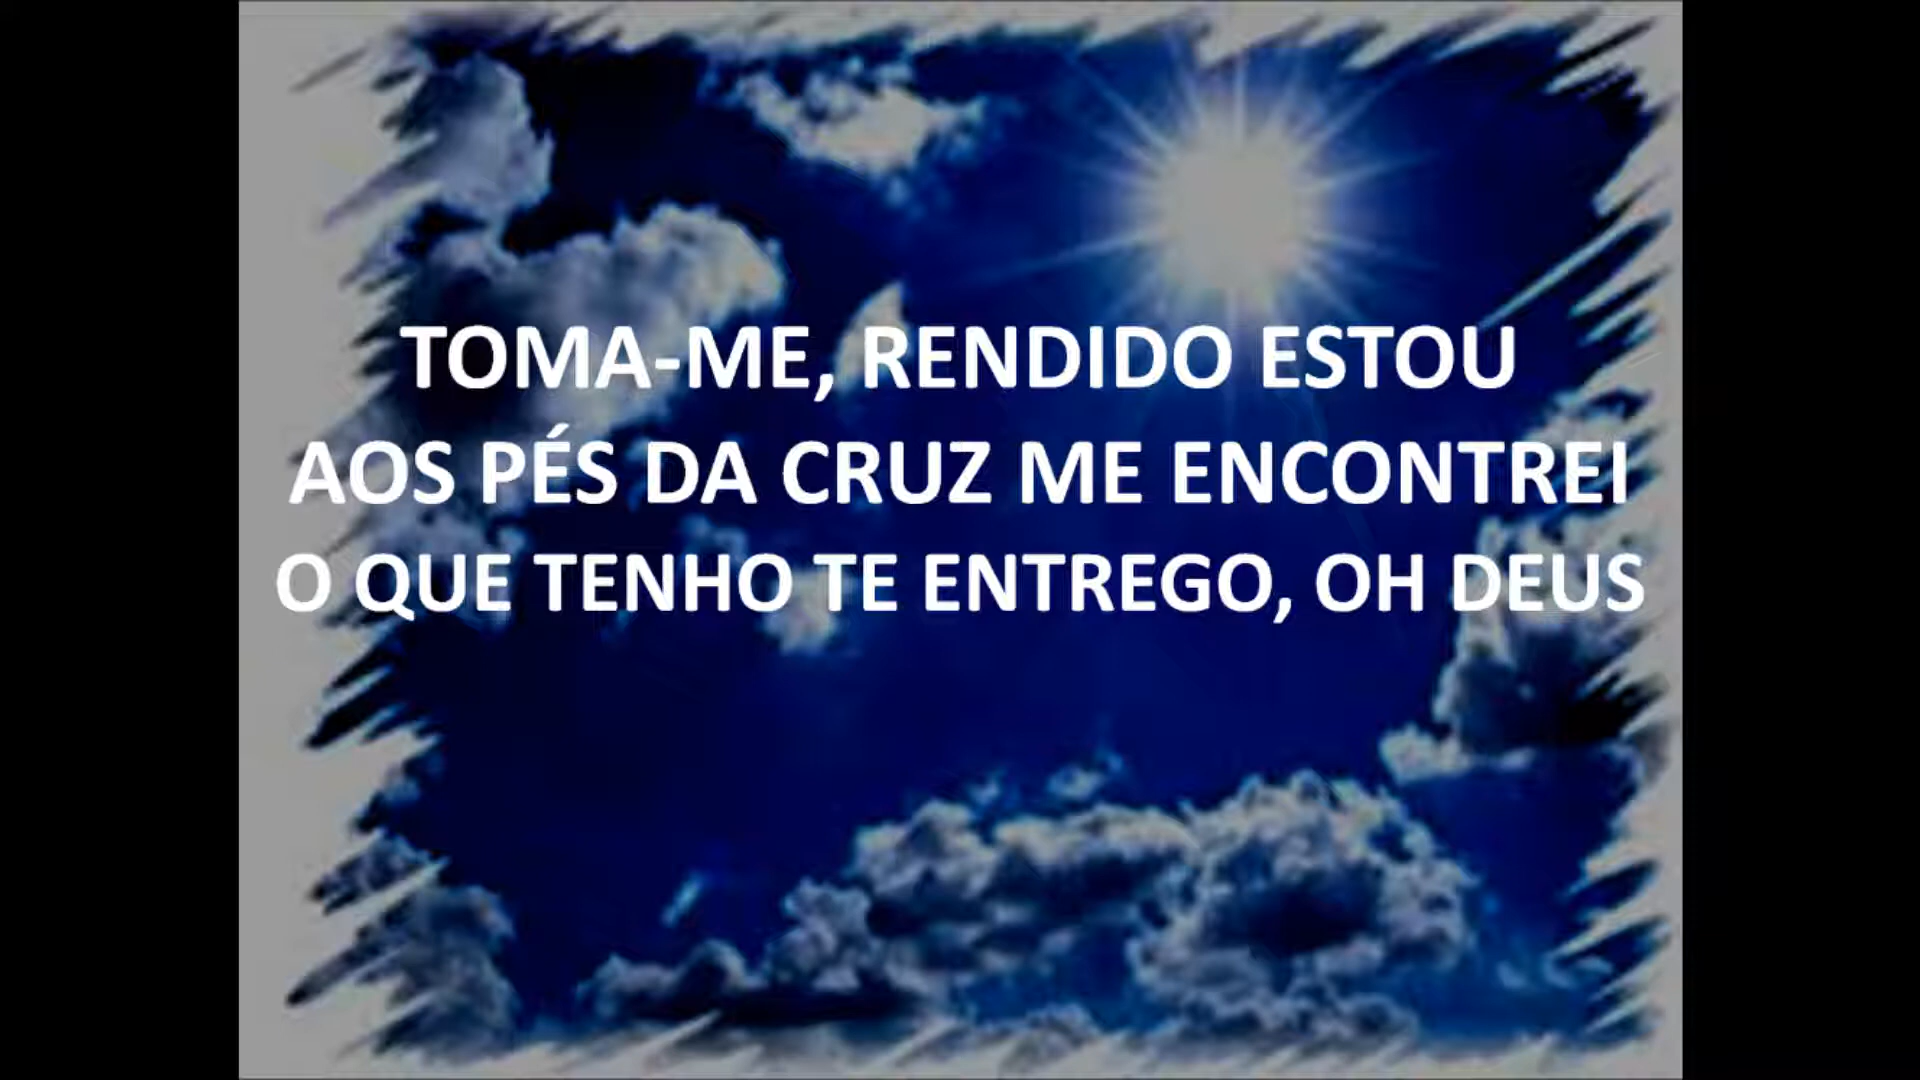 TOMA-ME, RENDIDO ESTOU
AOS PÉS DA CRUZ ME ENCONTREI
O QUE TENHO TE ENTREGO, OH DEUS